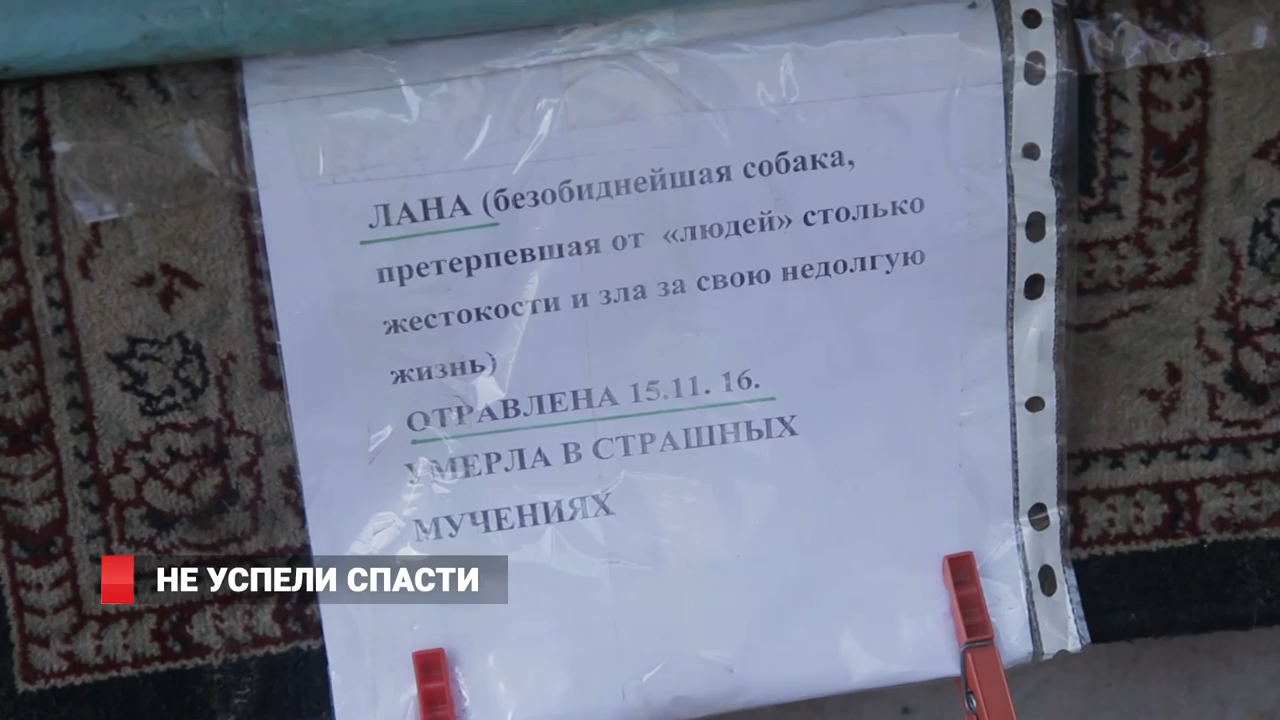 ЛАНА (безобиднейшая собака,
претерпевшая от «людей» столько
жестокости и зла за свою недолгую
жизнь)
ОТРАВЛЕНА 15.11. 16.
УМЕРЛА В СТРАШНЫХ
МУЧЕНИЯХ
НЕ УСПЕЛИ СПАСТИ